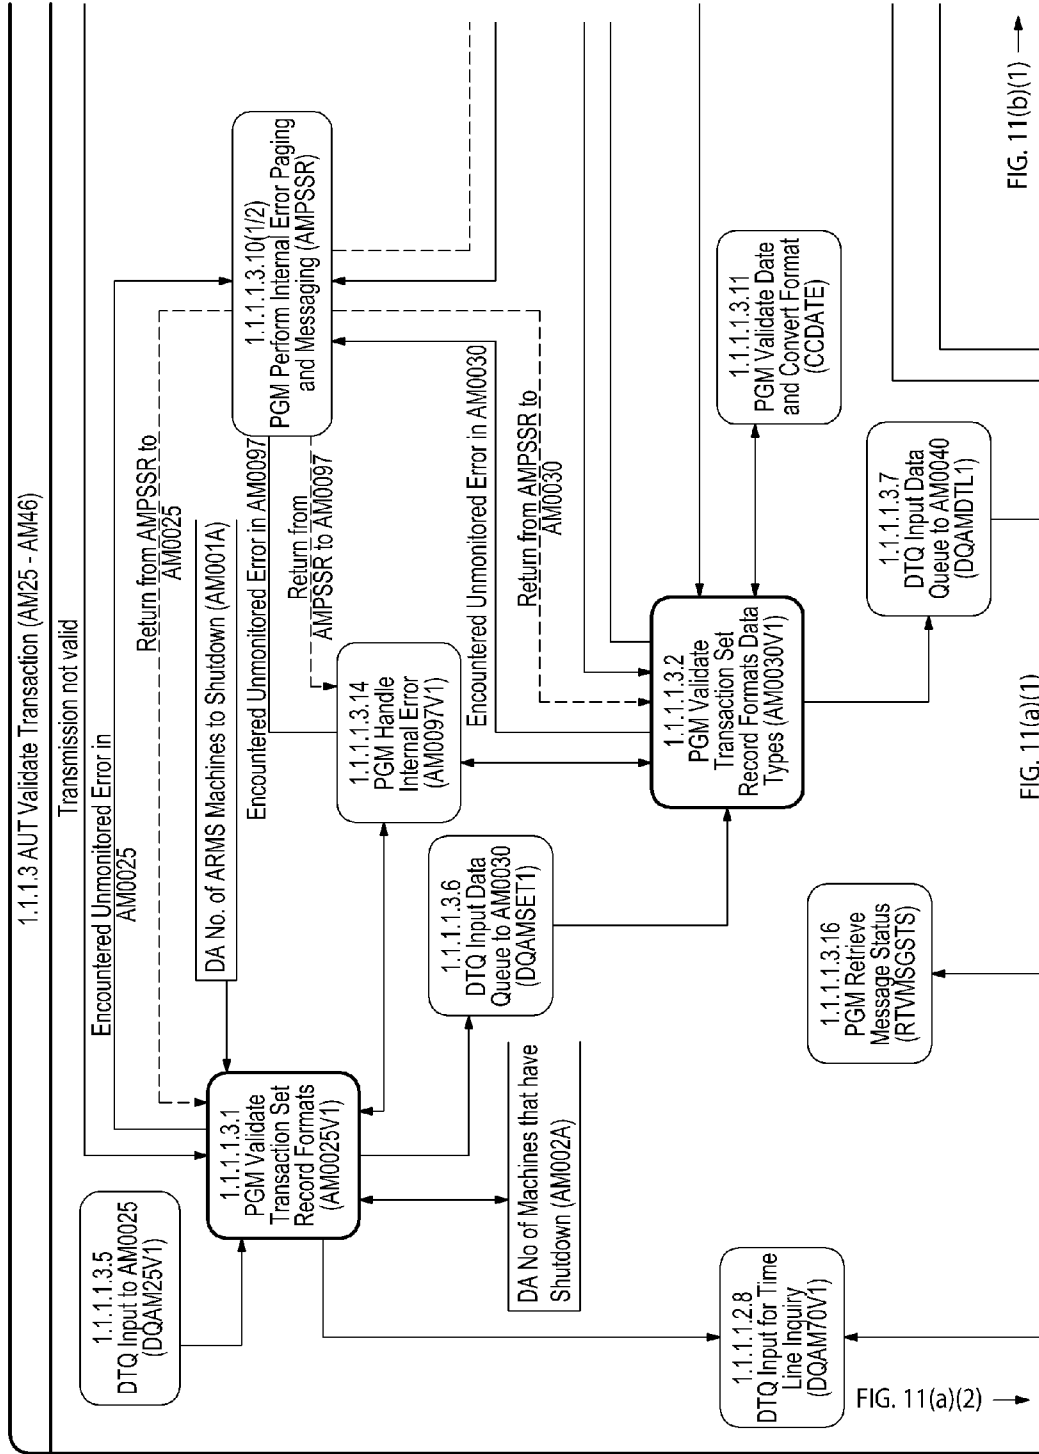 1.1.1.3 AUT Validate Transaction (AM25 - AM46)
Transmission not valid
Encountered Unmonitored Error in
AM0025
Return from AMPSSR to
AM0025
DA No. of ARMS Machines to Shutdown (AM001A)
1.1.1.1.3.10(1/2)
PGM Perform Internal Error Paging
and Messaging (AMPSSR)
Encountered Unmonitored Error in AM0097
Return from
AMPSSR to AM0097
1.1.1.1.3.5
DTQ Input to AM0025
(DQAM25V1)
1.1.1.1.3.1
PGM Validate
Transaction Set
Record Formats
(AM0025V1)
1.1.1.1.3.14
PGM Handle
Internal Error
(AM0097V1)
Encountered Unmonitored Error in AM0030
Return from AMPSSR to
AM0030
1.1.1.1.3.6
DTQ Input Data
Queue to AM0030
(DQAMSET1)
DA No of Machines that have
Shutdown (AM002A)
1.1.1.1.3.2
PGM Validate
Transaction Set
Record Formats Data
Types (AM0030V1)
1.1.1.1.3.11
PGM Validate Date
and Convert Format
(CCDATE)
1.1.1.1.2.8
DTQ Input for Time
Line Inquiry
(DQAM70V1)
1.1.1.1.3.16
PGM Retrieve
Message Status
(RTVMSGSTS)
1.1.1.1.3.7
DTQ Input Data
Queue to AM0040
(DQAMDTL1)
FIG. 11(a)(2)
FIG. 11(b)(1)
FIG. 11(a)(1)